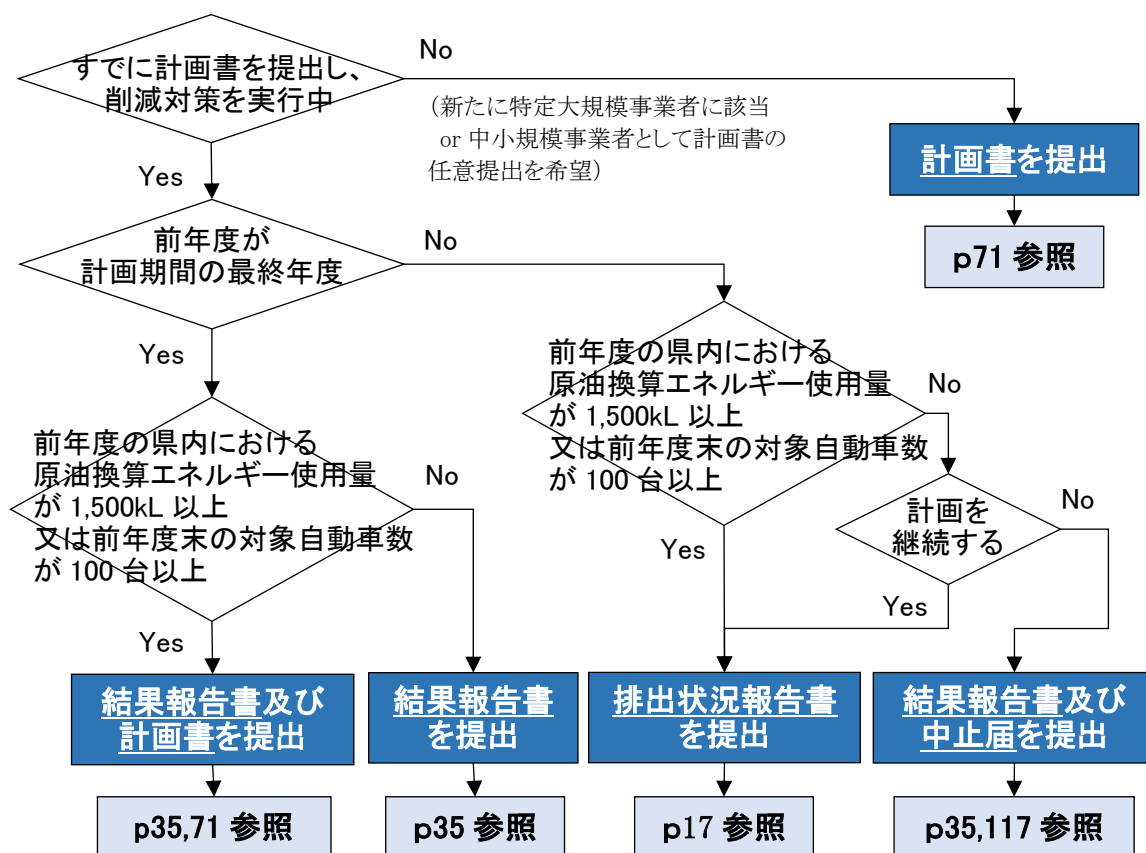 すでに計画書を提出し、
削減対策を実行中
No
（新たに特定大規模事業者に該当
or 中小規模事業者として計画書の
任意提出を希望）
計画書を提出
p71 参照
Yes
前年度が
計画期間の最終年度
No
Yes
前年度の県内における
原油換算エネルギー使用量
が 1,500kL 以上
又は前年度末の対象自動車数
が 100 台以上
No
Yes
計画を
継続する
No
Yes
前年度の県内における
原油換算エネルギー使用量
が 1,500kL 以上
又は前年度末の対象自動車数
が 100 台以上
No
Yes
結果報告書及び
計画書を提出
結果報告書
を提出
排出状況報告書
を提出
結果報告書及び
中止届を提出
p35,71 参照
p35 参照
p17 参照
p35,117 参照